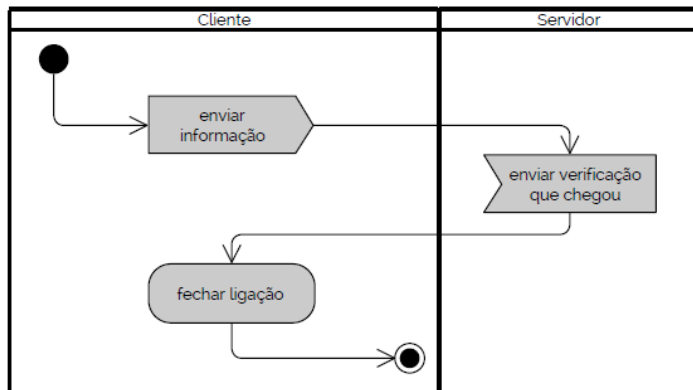 Cliente
Servidor
enviar
informação
enviar verificação
que chegou
fechar ligação